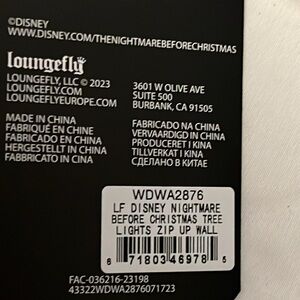 ©DISNEY
WWW.DISNEY.COM/THENIGHTMAREBEFORECHRISTMAS
loungefly
LOUNGEFLY, LLC © 2023
LOUNGEFLY.COM
LOUNGEFLYEUROPE.COM
3601 W OLIVE AVE
SUITE 500
BURBANK, CA 91505
MADE IN CHINA
FABRIQUÉ EN CHINE
FABRICADO EN CHINA
HERGESTELLT IN CHINA
FABBRICATO IN CINA
FABRICADO NA CHINA
VERVAARDIGD IN CHINA
PRODUCERET I KINA
TILLVERKAT I KINA
СДЕЛАНО В КИТАЕ
WDWA2876
LF DISNEY NIGHTMARE
BEFORE CHRISTMAS TREE
LIGHTS ZIP UP WALL
6 71803 46978 5
FAC-036216-23198
43322WDWA2876071723